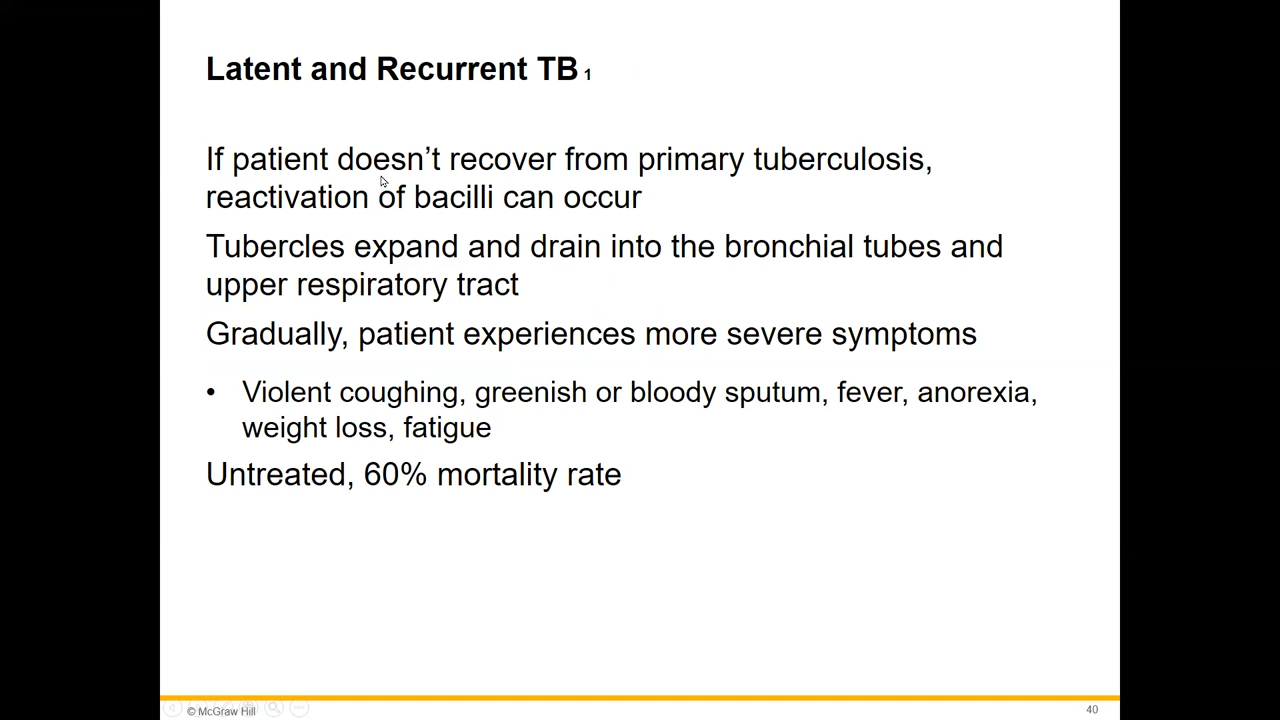 Latent and Recurrent TB 1
If patient doesn’t recover from primary tuberculosis,
reactivation of bacilli can occur
Tubercles expand and drain into the bronchial tubes and
upper respiratory tract
Gradually, patient experiences more severe symptoms
• Violent coughing, greenish or bloody sputum, fever, anorexia,
weight loss, fatigue
Untreated, 60% mortality rate
© McGraw Hill
40